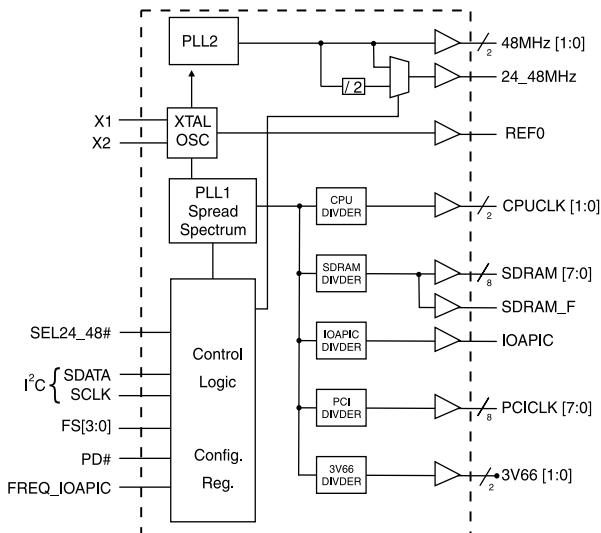 PLL2
48MHz [1:0]
2
/ 2
24_48MHz
X1
X2
XTAL
OSC
REF0
PLL1
Spread
Spectrum
CPU
DIVDER
2
CPUCLK [1:0]
SDRAM
DIVDER
8
SDRAM [7:0]
SDRAM_F
IOAPIC
DIVDER
IOAPIC
PCI
DIVDER
8
PCICLK [7:0]
3V66
DIVDER
2
3V66 [1:0]
Control
Logic
Config.
Reg.
SEL24_48#
I²C { SDATA
SCLK
FS[3:0]
PD#
FREQ_IOAPIC